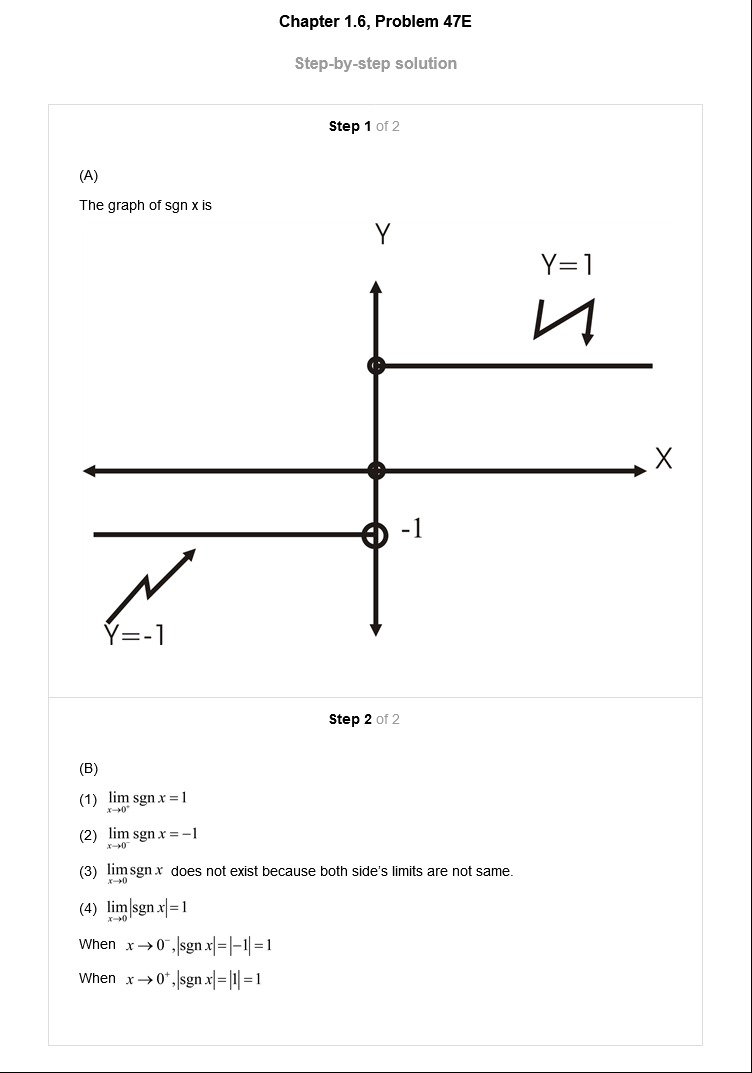 Chapter 1.6, Problem 47E
Step-by-step solution
Step 1 of 2
(A)
The graph of sgn x is
Y
Y=1
X
-1
Y=-1
Step 2 of 2
(B)
(1) lim x→0⁺ sgn x = 1
(2) lim x→0⁻ sgn x = −1
(3) lim x→0 sgn x does not exist because both side's limits are not same.
(4) lim x→0 |sgn x| = 1
When x → 0⁻, |sgn x| = |−1| = 1
When x → 0⁺, |sgn x| = |1| = 1